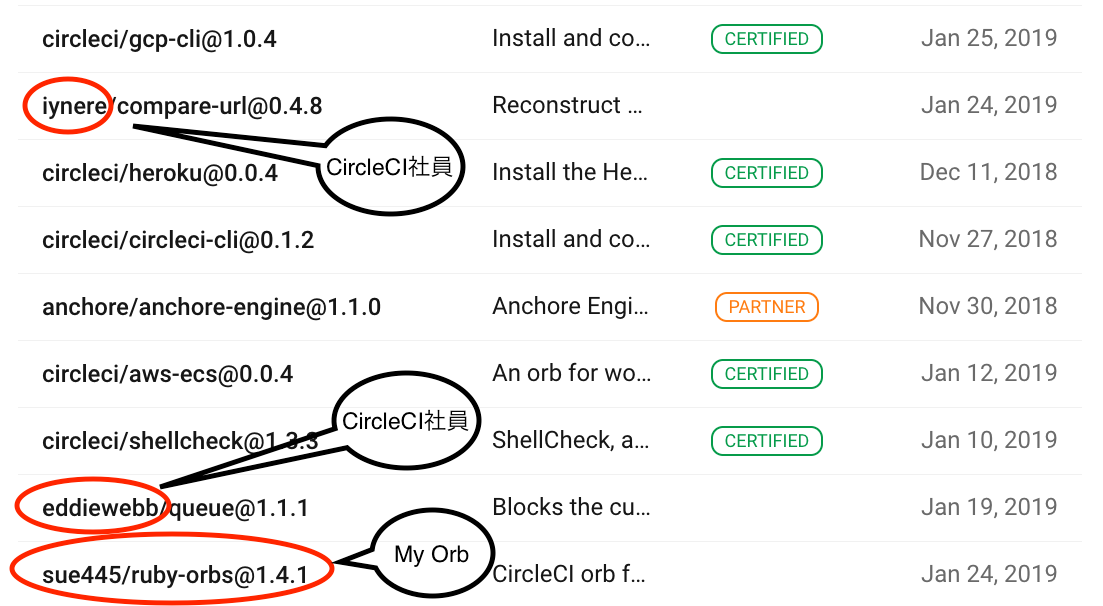 circleci/gcp-cli@1.0.4 Install and co... CERTIFIED Jan 25, 2019
iynere/compare-url@0.4.8 Reconstruct ... Jan 24, 2019
CircleCI社員
circleci/heroku@0.0.4 Install the He... CERTIFIED Dec 11, 2018
circleci/circleci-cli@0.1.2 Install and co... CERTIFIED Nov 27, 2018
anchore/anchore-engine@1.1.0 Anchore Engi... PARTNER Nov 30, 2018
circleci/aws-ecs@0.0.4 An orb for wo... CERTIFIED Jan 12, 2019
CircleCI社員
circleci/shellcheck@1.3.3 ShellCheck, a... CERTIFIED Jan 10, 2019
eddiewebb/queue@1.1.1 Blocks the cu... Jan 19, 2019
My Orb
sue445/ruby-orbs@1.4.1 CircleCI orb f... Jan 24, 2019